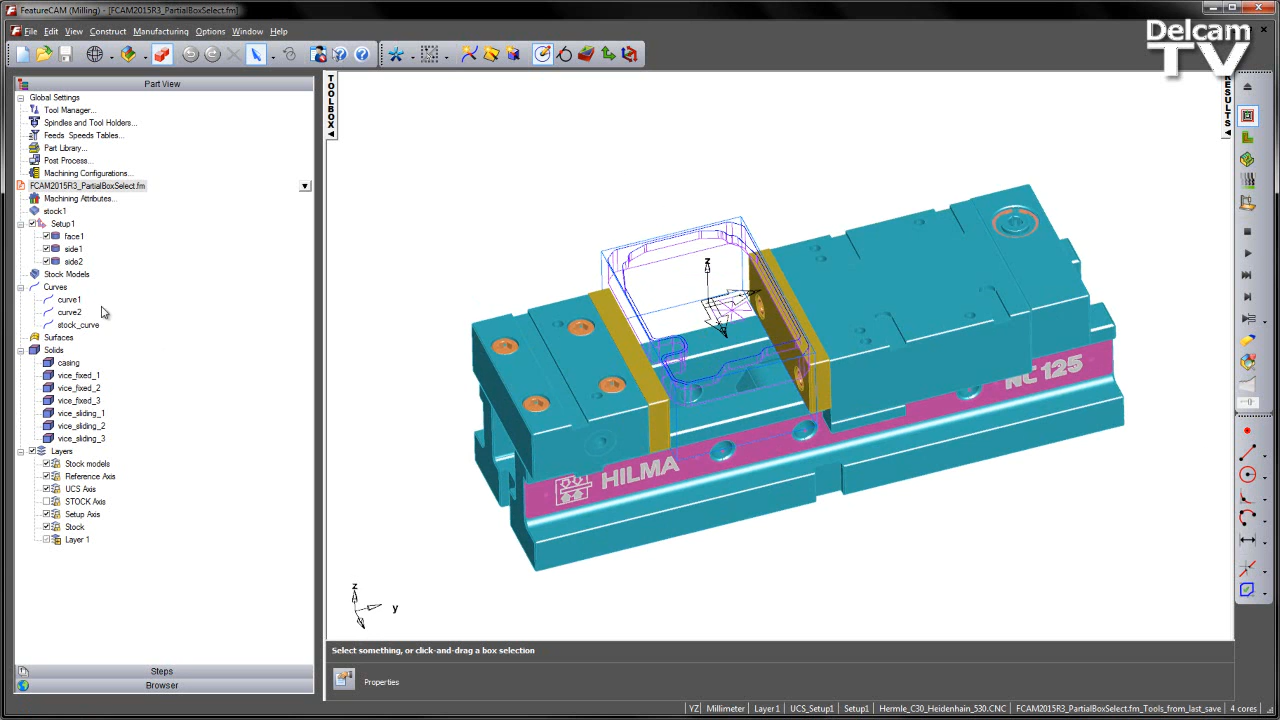 FeatureCAM (Milling) - [FCAM2015R3_PartialBoxSelect.fm]
File Edit View Construct Manufacturing Options Window Help
Delcam
TV
Part View
Global Settings
Tool Manager...
Spindles and Tool Holders...
Feeds Speeds Tables...
Part Library...
Post Process...
Machining Configurations...
FCAM2015R3_PartialBoxSelect.fm
Machining Attributes...
stock1
Setup1
face1
side1
side2
Stock Models
Curves
curve1
curve2
stock_curve
Surfaces
Solids
casing
vice_fixed_1
vice_fixed_2
vice_fixed_3
vice_sliding_1
vice_sliding_2
vice_sliding_3
Layers
Stock models
Reference Axis
UCS Axis
STOCK Axis
Setup Axis
Stock
Layer 1
Steps
Browser
TOOLBOX
RESULTS
z
NC 125
HILMA
z
y
Select something, or click-and-drag a box selection
Properties
YZ Millimeter Layer 1 UCS_Setup1 Setup1 Hermle_C30_Heidenhain_530.CNC FCAM2015R3_PartialBoxSelect.fm_Tools_from_last_save 4 cores